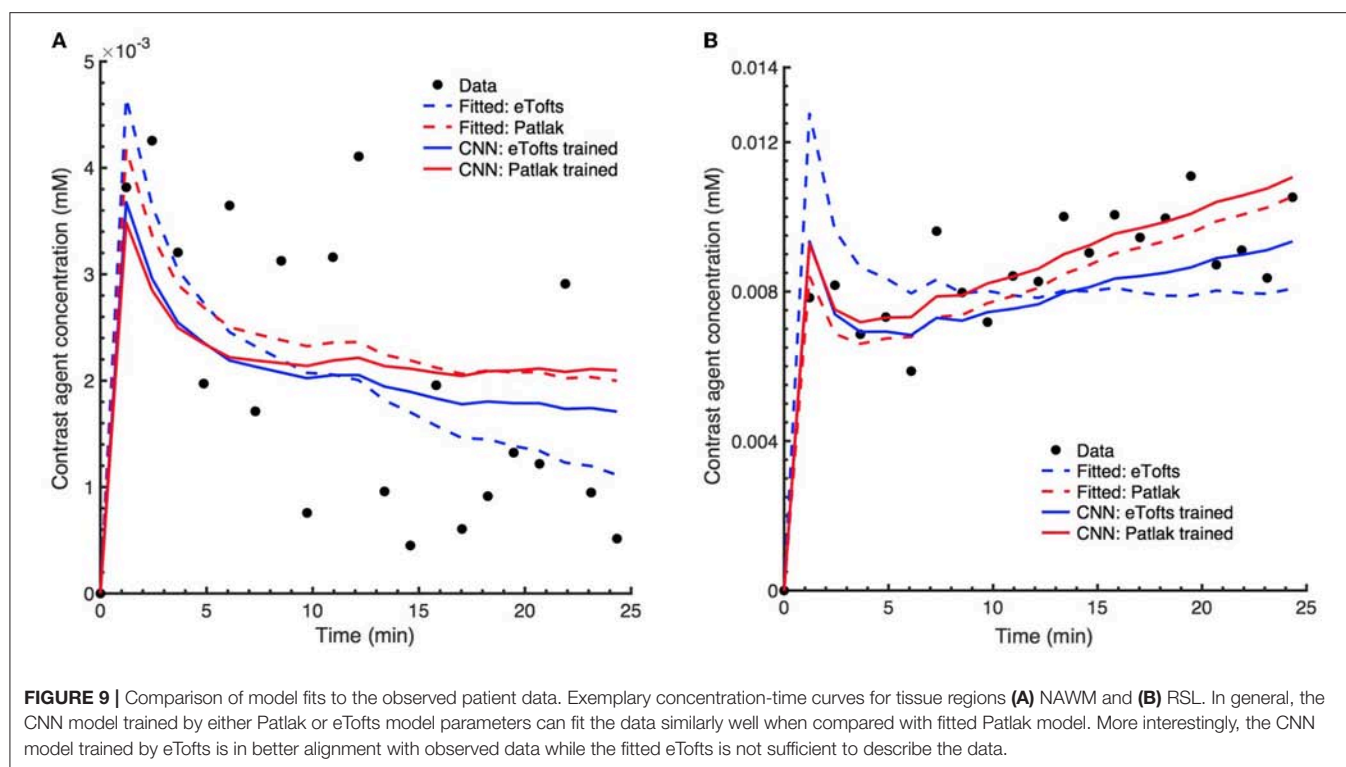 A
×10⁻³
5
4
3
2
1
0
0
5
10
15
20
25
Contrast agent concentration (mM)
Time (min)
Data
Fitted: eTofts
Fitted: Patlak
CNN: eTofts trained
CNN: Patlak trained
B
0.014
0.012
0.008
0.004
0
0
5
10
15
20
25
Contrast agent concentration (mM)
Time (min)
Data
Fitted: eTofts
Fitted: Patlak
CNN: eTofts trained
CNN: Patlak trained
FIGURE 9 | Comparison of model fits to the observed patient data. Exemplary concentration-time curves for tissue regions (A) NAWM and (B) RSL. In general, the
CNN model trained by either Patlak or eTofts model parameters can fit the data similarly well when compared with fitted Patlak model. More interestingly, the CNN
model trained by eTofts is in better alignment with observed data while the fitted eTofts is not sufficient to describe the data.